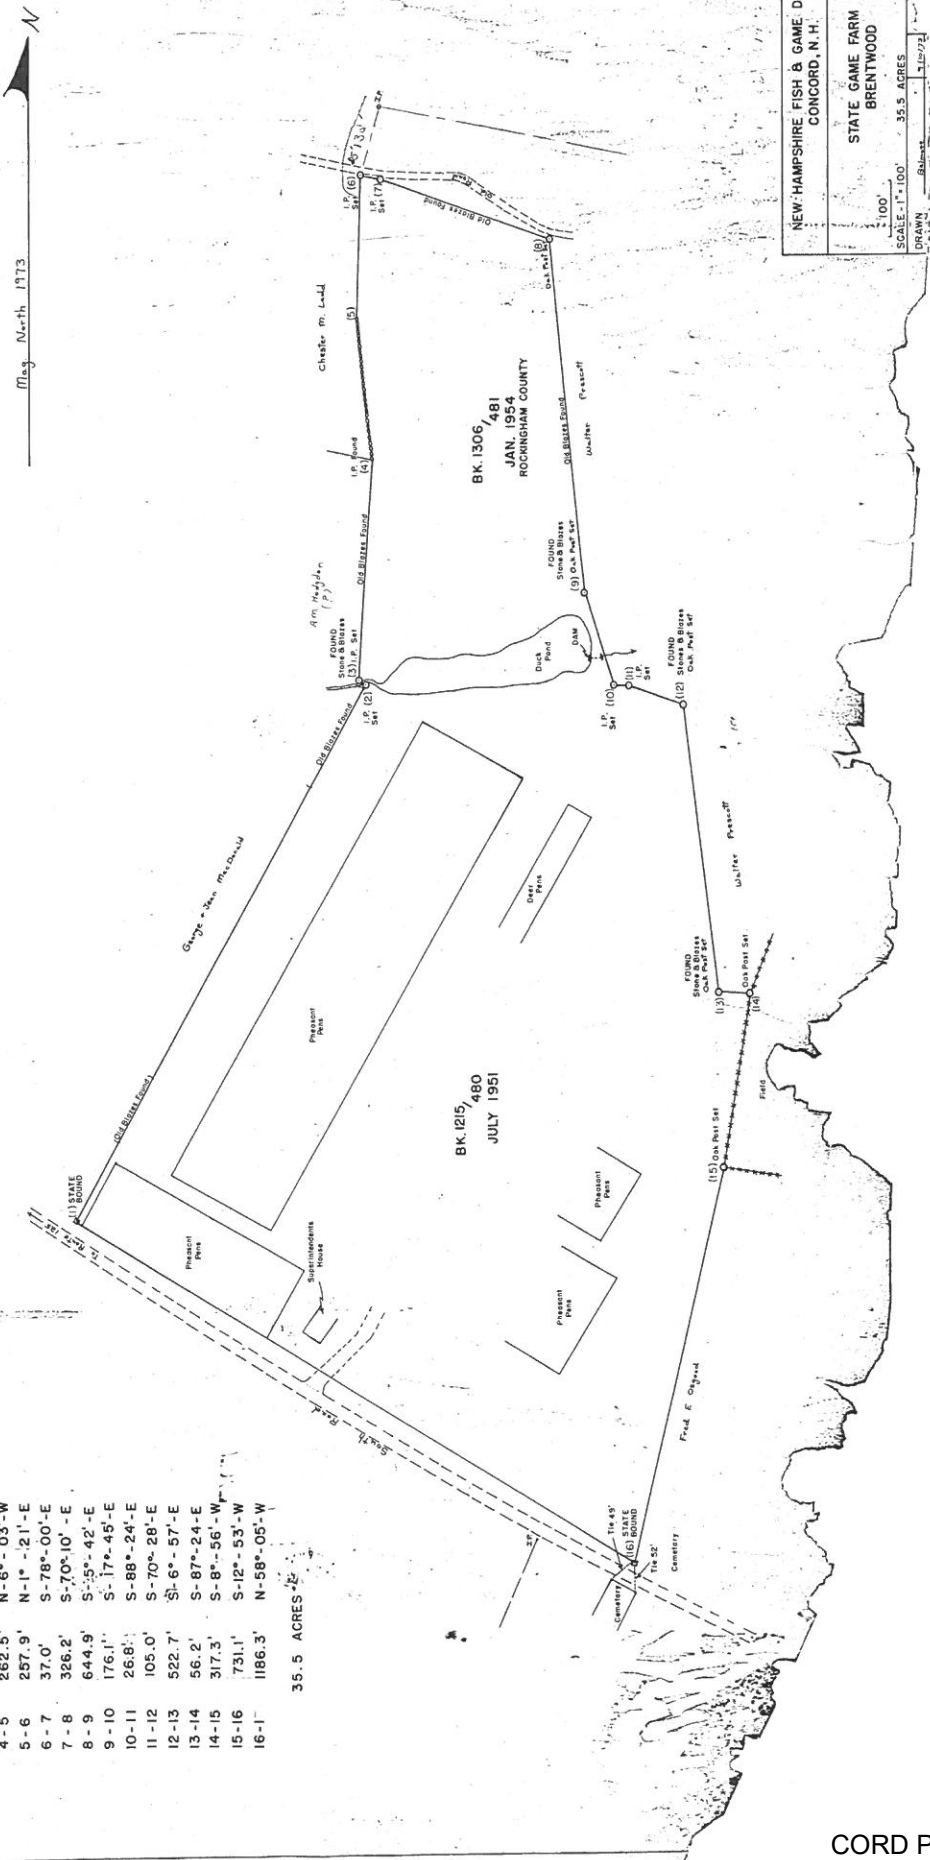 Mag North 1973
N
NEW HAMPSHIRE FISH & GAME D
CONCORD, N.H.
STATE GAME FARM
BRENTWOOD
100'
SCALE - 1" = 100' 35.5 ACRES
DRAWN
4 - 5 262.5' N-6°-03'-W
5 - 6 257.9' N-1°-21'-E
6 - 7 37.0' S-78°-00'-E
7 - 8 326.2' S-70°-10'-E
8 - 9 644.9' S-5°-42'-E
9 - 10 176.1' S-17°-45'-E
10 - 11 26.8' S-88°-24'-E
11 - 12 105.0' S-70°-28'-E
12 - 13 522.7' S-6°-57'-E
13 - 14 56.2' S-87°-24-E
14 - 15 317.3' S-8°-56'-W
15 - 16 731.1' S-12°-53'-W
16 - 1 1186.3' N-58°-05'-W
35.5 ACRES
(1) STATE
BOUND
(Old Blazes Found)
George + Jean MacDonald
Old Blazes Found
I.P. (2)
Set
FOUND
Stone & Blazes
(3) I.P. Set
Old Blazes Found
I.P. Found
(4)
(5)
Chester M. Ladd
I.P. (6)
Set
I.P. (7)
Set
I.P.
Old Road
Old Blazes Found
(8)
Oak Post Set
Old Blazes Found
Walter Prescott
BK. 1306/481
JAN. 1954
ROCKINGHAM COUNTY
FOUND
Stone & Blazes
(9) Oak Post Set
Duck
Pond
DAM
I.P. (10)
Set
(11)
I.P.
Set
FOUND
(12) Stones & Blazes
Oak Post Set
Walter Prescott
FOUND
Stone & Blazes
Oak Post Set
(13)
Oak Post Set
(14)
Field
(15) Oak Post Set
Fred E Osgood
(16) STATE
BOUND
Tie 49'
Tie 52'
Cemetery
Cemetery
I.P.
South Road
To Route 125
Superintendents
House
Pheasant
Pens
Pheasant
Pens
Pheasant
Pens
Pheasant
Pens
Deer
Pens
BK. 1215/480
JULY 1951
CORD P